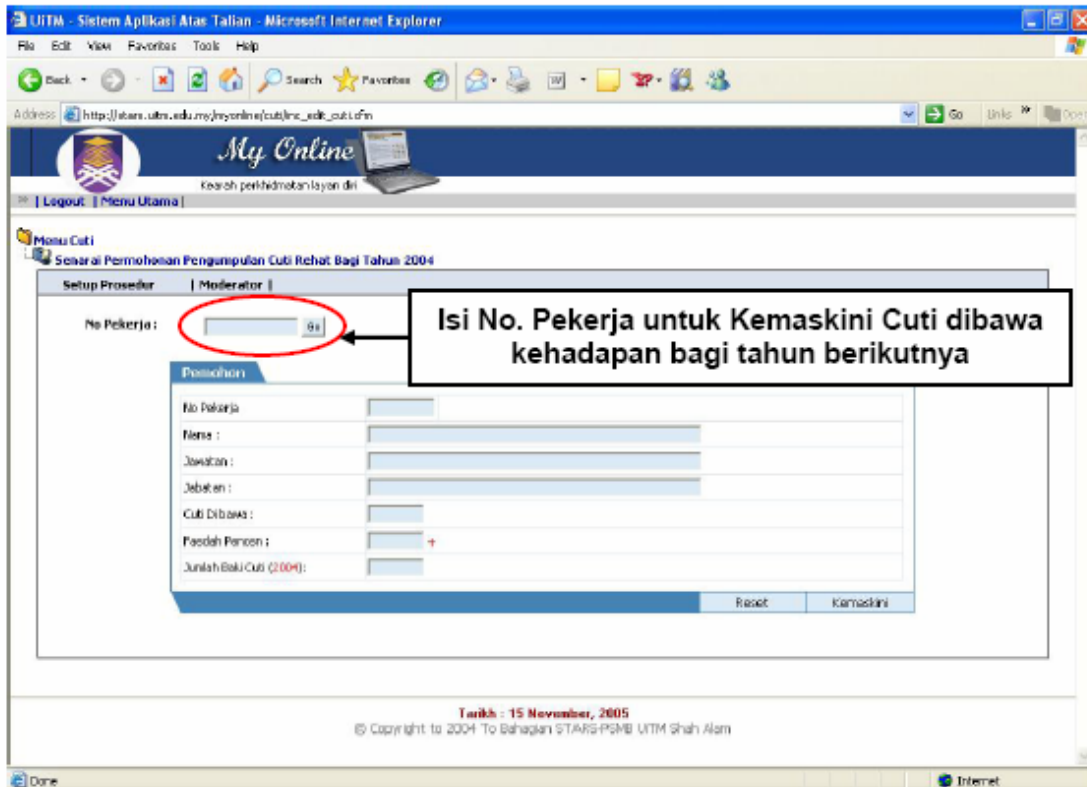 UiTM - Sistem Aplikasi Atas Talian - Microsoft Internet Explorer
File Edit View Favorites Tools Help
Back Search Favorites
Address http://stars.uitm.edu.my/myonline/cuti/inc_edit_cuti.cfm Go Links
My Online
Kearah perkhidmatan layan diri
| Logout | Menu Utama |
Menu Cuti
Senarai Permohonan Pengumpulan Cuti Rehat Bagi Tahun 2004
Setup Prosedur | Moderator |
No Pekerja : Go
Isi No. Pekerja untuk Kemaskini Cuti dibawa
kehadapan bagi tahun berikutnya
Pemohon
No Pekerja
Nama :
Jawatan :
Jabatan :
Cuti Dibawa :
Faedah Pencen :
Jumlah Baki Cuti (2004):
Reset Kemaskini
Tarikh : 15 November, 2005
© Copyright to 2004 To Bahagian STARS-PSMB UiTM Shah Alam
Done Internet